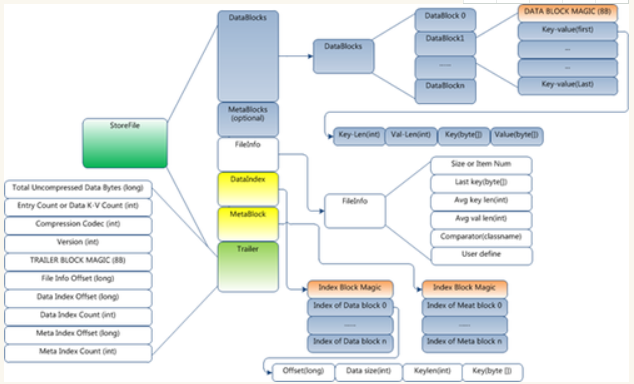 DataBlocks
MetaBlocks
(optional)
FileInfo
DataIndex
MetaBlock
Trailer
StoreFile
Total Uncompressed Data Bytes (long)
Entry Count or Data K-V Count (int)
Compression Codec (int)
Version (int)
TRAILER BLOCK MAGIC (8B)
File Info Offset (long)
Data Index Offset (long)
Data Index Count (int)
Meta Index Offset (long)
Meta Index Count (int)
DataBlocks
DataBlock 0
DataBlock1
......
DataBlockn
DATA BLOCK MAGIC (8B)
Key-value(first)
...
...
Key-value(Last)
Key-Len(int)
Val-Len(int)
Key(byte[])
Value(byte[])
FileInfo
Size or Item Num
Last key(byte[])
Avg key len(int)
Avg val len(int)
Comparator(classname)
User define
Index Block Magic
Index of Data block 0
......
Index of Data block n
Index Block Magic
Index of Meat block 0
......
Index of Meta block n
Offset(long)
Data size(int)
Keylen(int)
Key(byte [])